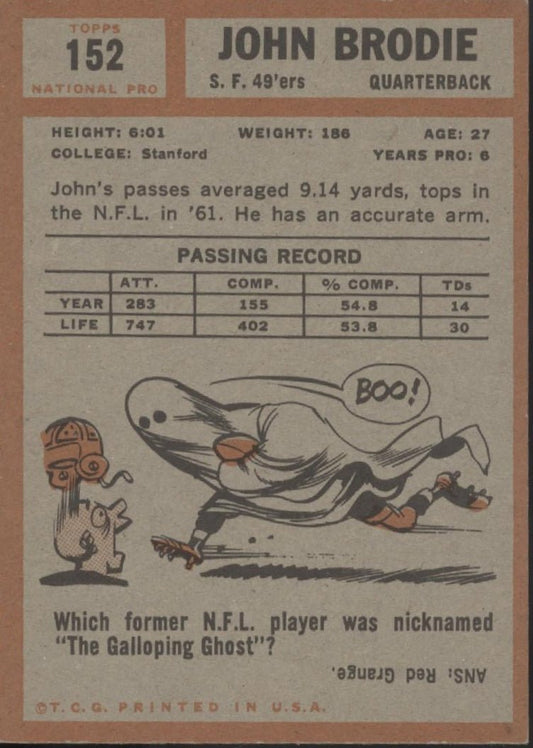 TOPPS
152
NATIONAL PRO
JOHN BRODIE
S. F. 49'ers QUARTERBACK
HEIGHT: 6:01 WEIGHT: 186 AGE: 27
COLLEGE: Stanford YEARS PRO: 6
John's passes averaged 9.14 yards, tops in
the N.F.L. in '61. He has an accurate arm.
PASSING RECORD
ATT. COMP. % COMP. TDs
YEAR 283 155 54.8 14
LIFE 747 402 53.8 30
BOO!
Which former N.F.L. player was nicknamed
"The Galloping Ghost"?
ANS: Red Grange.
©T.C.G. PRINTED IN U.S.A.